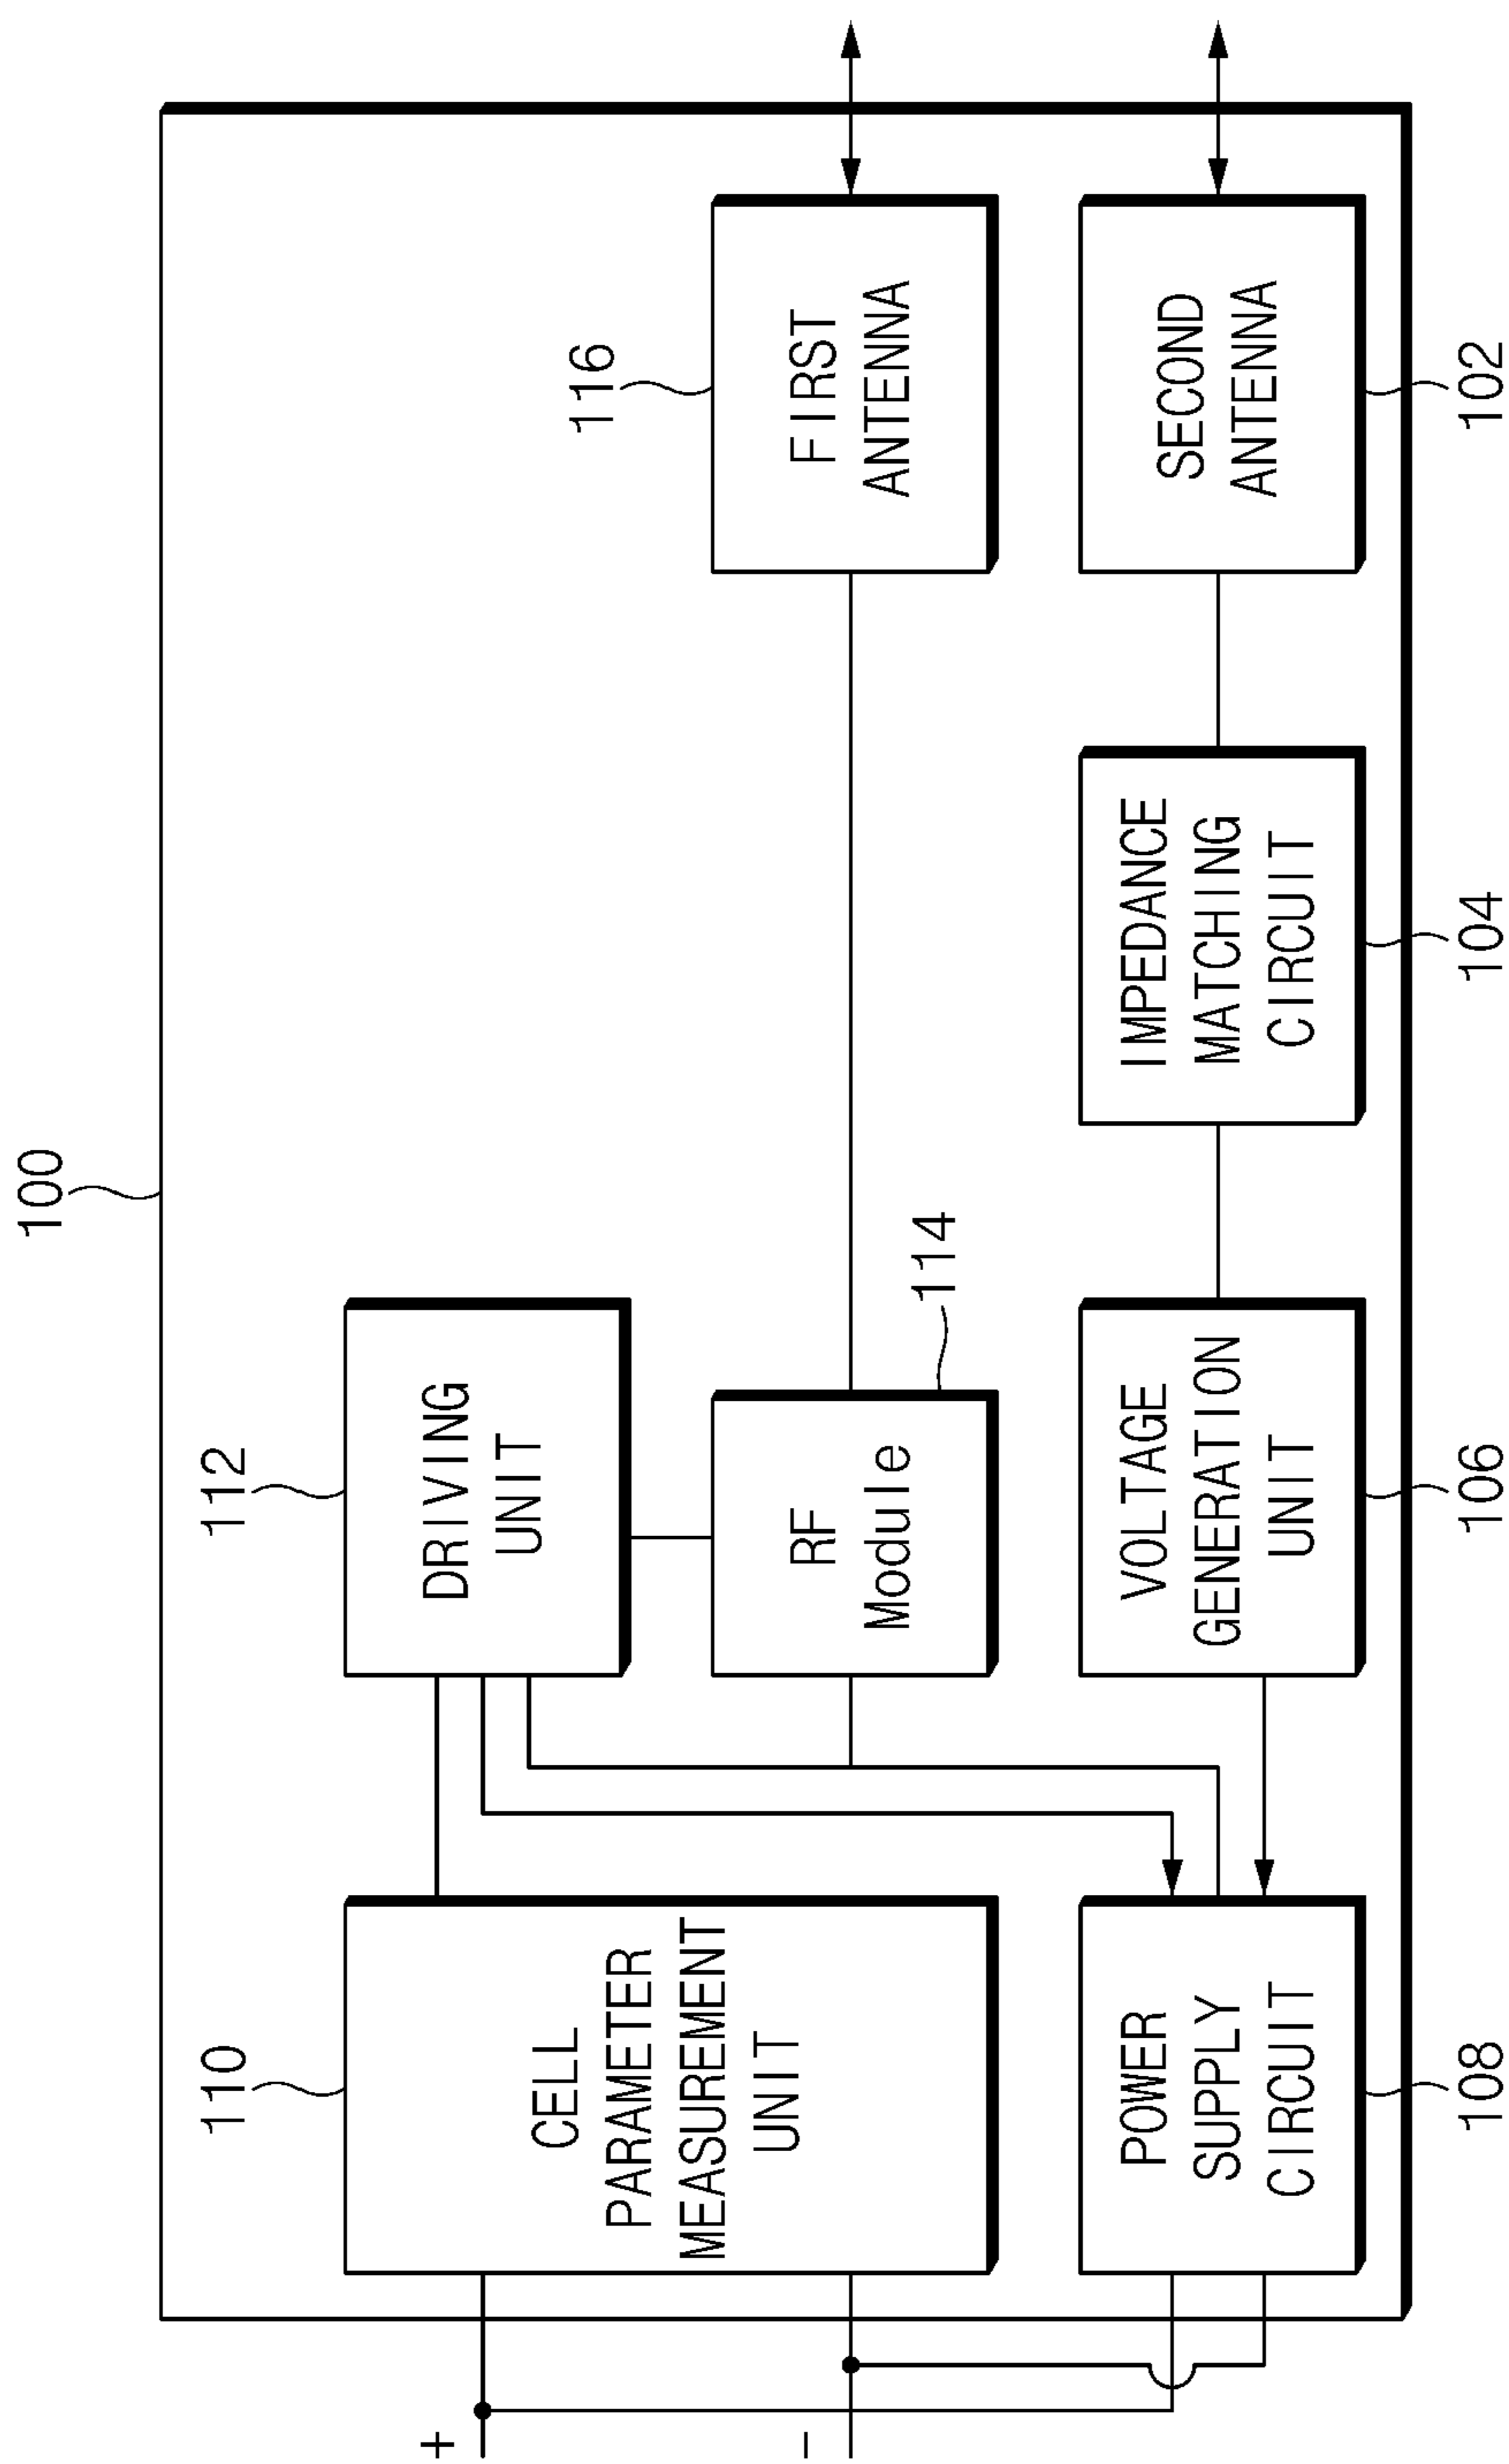 100
110
112
116
CELL
PARAMETER
MEASUREMENT
UNIT
DRIVING
UNIT
FIRST
ANTENNA
RF
Module
114
+
−
POWER
SUPPLY
CIRCUIT
VOLTAGE
GENERATION
UNIT
IMPEDANCE
MATCHING
CIRCUIT
SECOND
ANTENNA
108
106
104
102